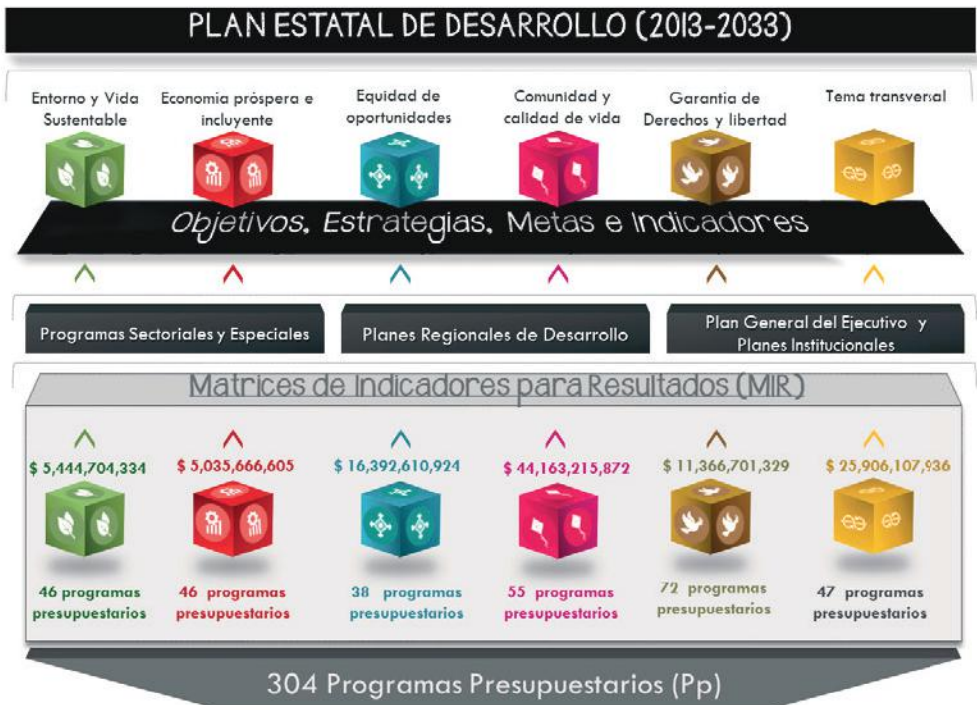 PLAN ESTATAL DE DESARROLLO (2013-2033)
Entorno y Vida
Sustentable
Economía próspera e
incluyente
Equidad de
oportunidades
Comunidad y
calidad de vida
Garantía de
Derechos y libertad
Tema transversal
Objetivos, Estrategias, Metas e Indicadores
Programas Sectoriales y Especiales
Planes Regionales de Desarrollo
Plan General del Ejecutivo y
Planes Institucionales
Matrices de Indicadores para Resultados (MIR)
$ 5,444,704,334
$ 5,035,666,605
$ 16,392,610,924
$ 44,163,215,872
$ 11,366,701,329
$ 25,906,107,936
46 programas
presupuestarios
46 programas
presupuestarios
38 programas
presupuestarios
55 programas
presupuestarios
72 programas
presupuestarios
47 programas
presupuestarios
304 Programas Presupuestarios (Pp)